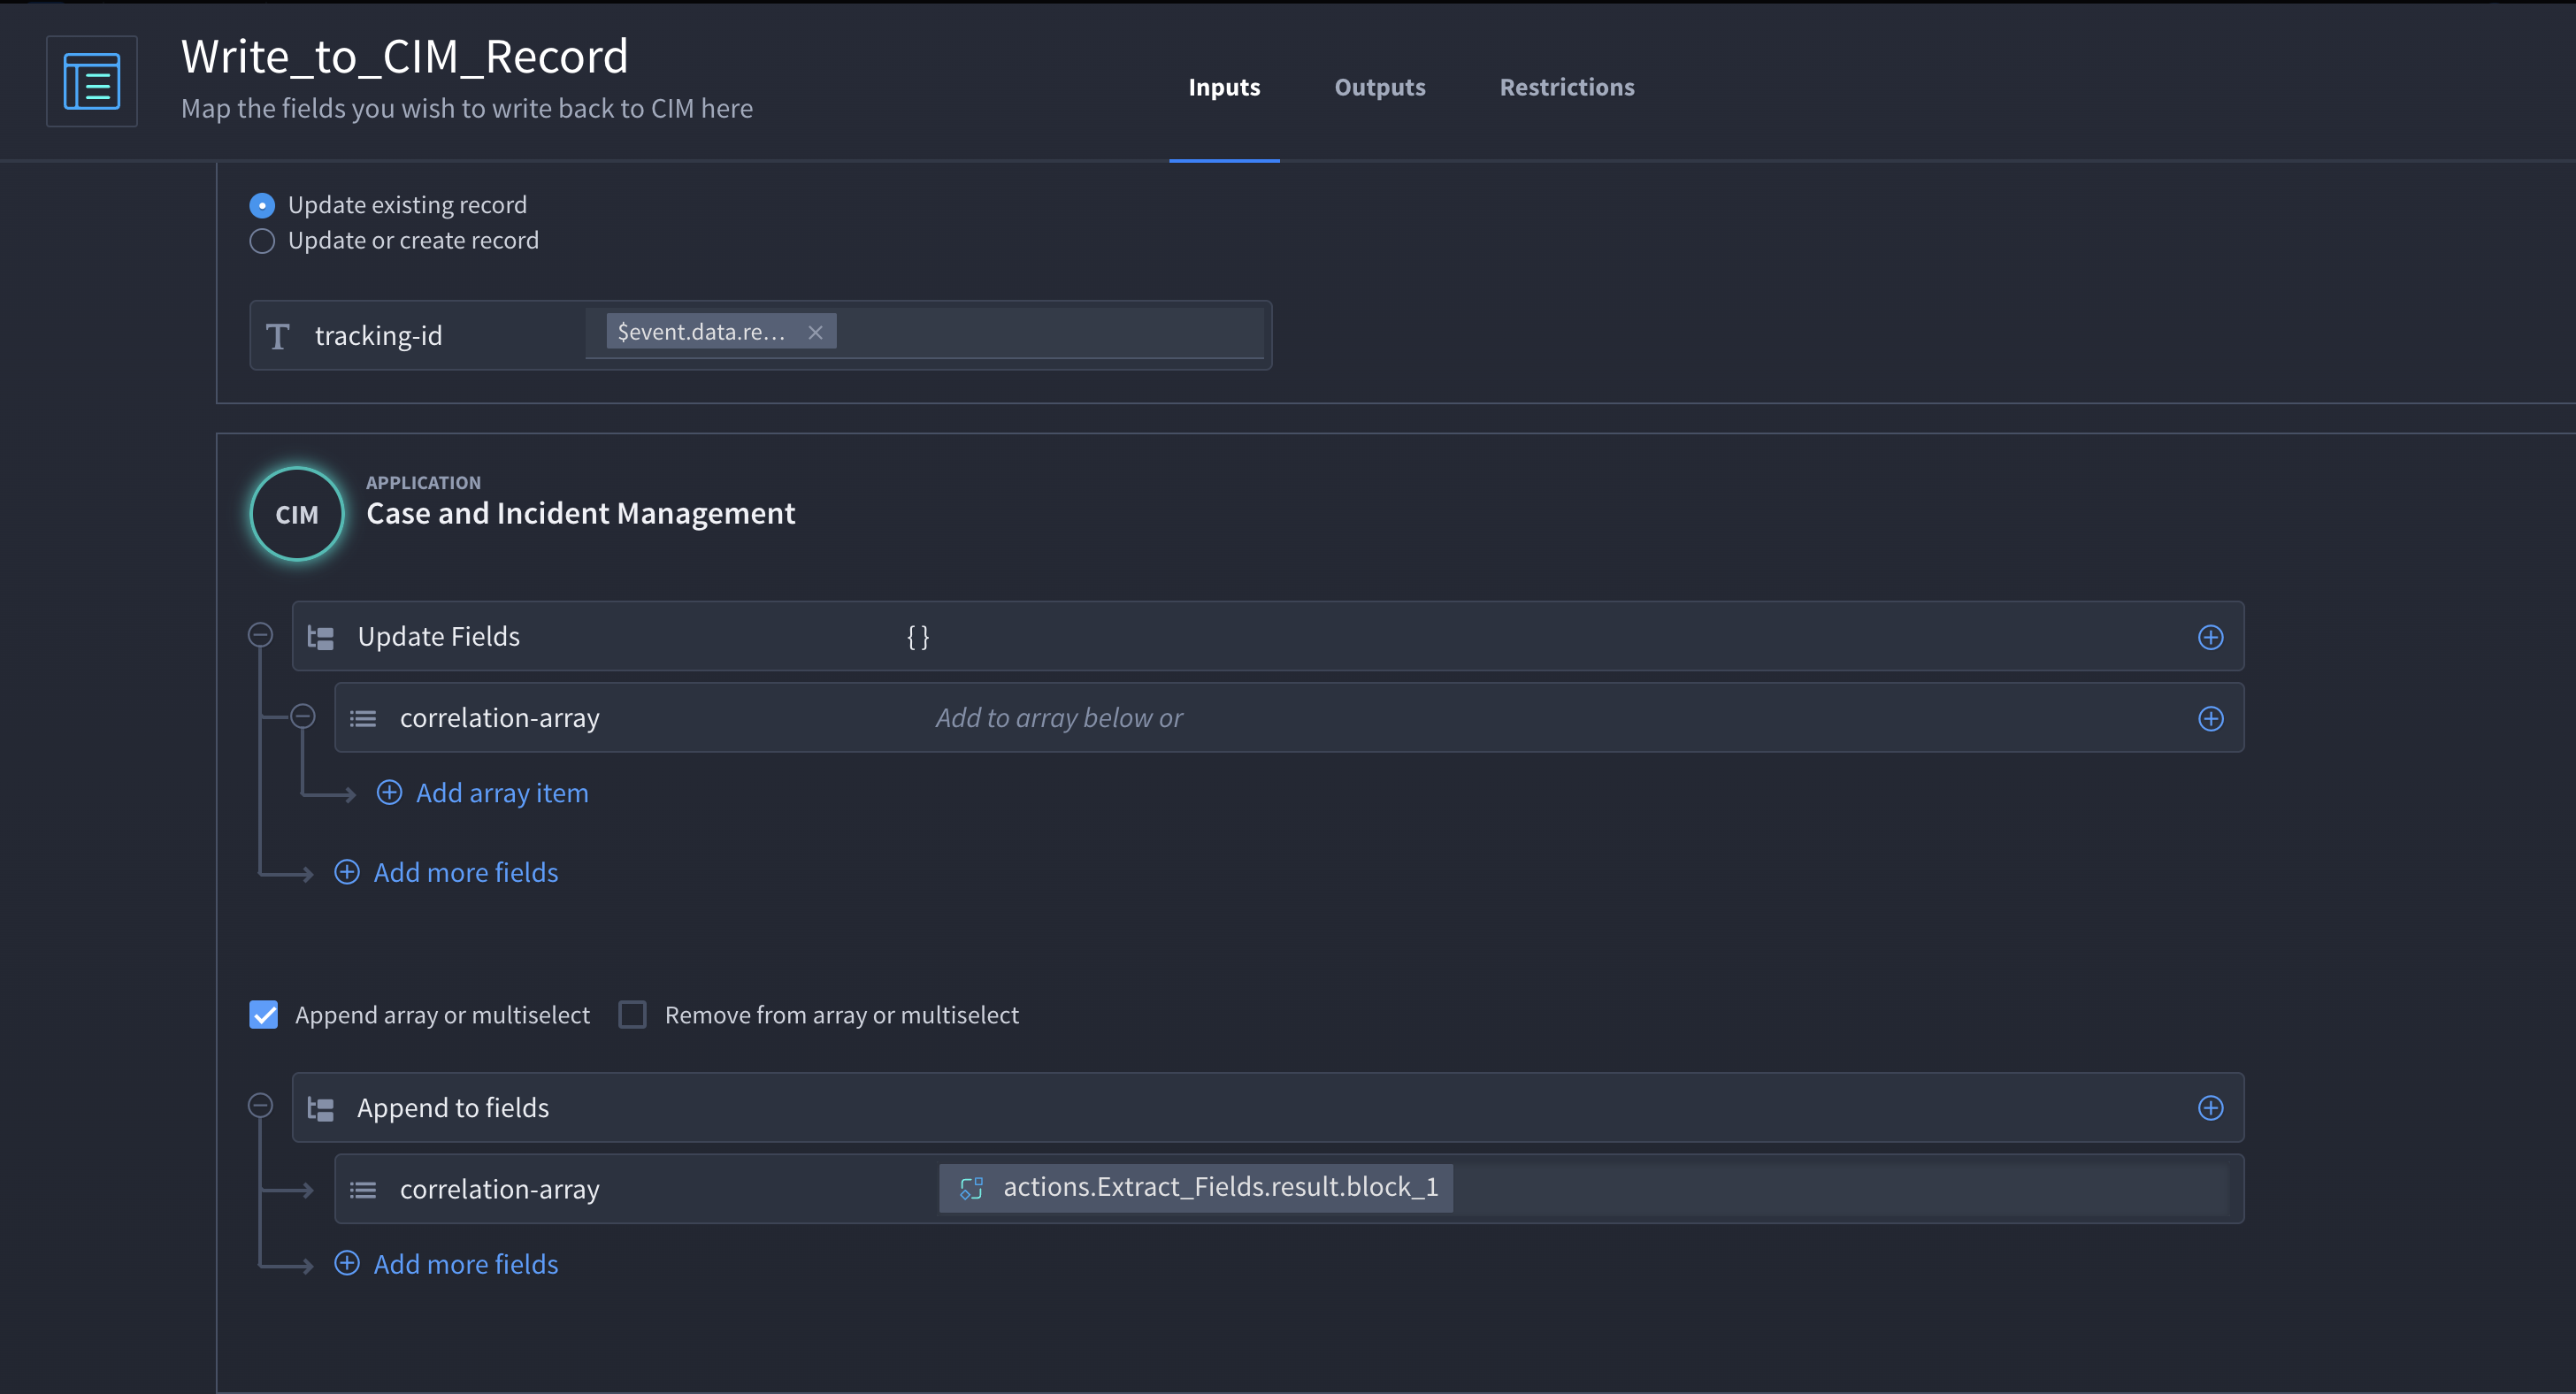 Write_to_CIM_Record
Map the fields you wish to write back to CIM here
Inputs Outputs Restrictions
Update existing record
Update or create record
T tracking-id $event.data.re...
CIM
APPLICATION
Case and Incident Management
Update Fields { }
correlation-array Add to array below or
Add array item
Add more fields
Append array or multiselect Remove from array or multiselect
Append to fields
correlation-array actions.Extract_Fields.result.block_1
Add more fields